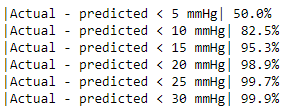 |Actual - predicted < 5 mmHg| 50.0%
|Actual - predicted < 10 mmHg| 82.5%
|Actual - predicted < 15 mmHg| 95.3%
|Actual - predicted < 20 mmHg| 98.9%
|Actual - predicted < 25 mmHg| 99.7%
|Actual - predicted < 30 mmHg| 99.9%